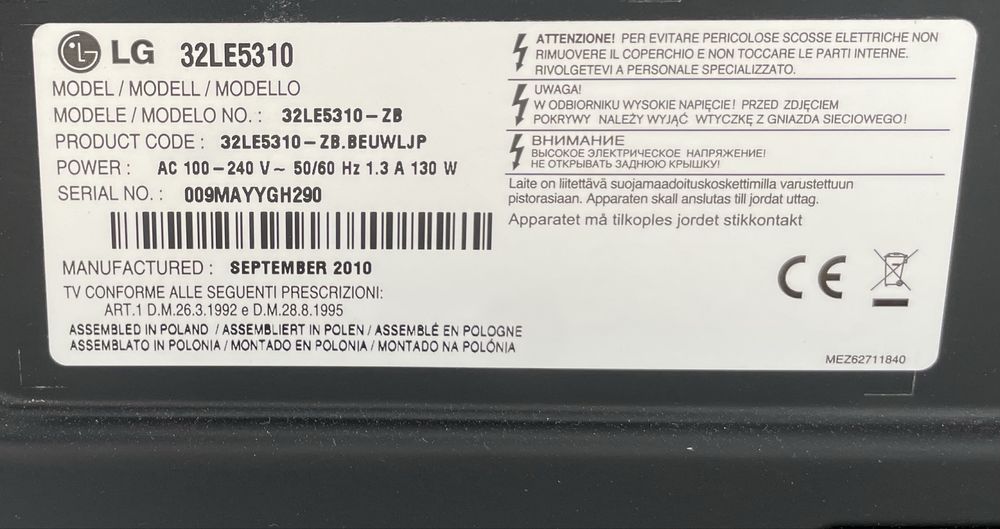 LG 32LE5310
MODEL / MODELL / MODELLO
MODELE / MODELO NO. : 32LE5310-ZB
PRODUCT CODE : 32LE5310-ZB.BEUWLJP
POWER : AC 100-240 V~ 50/60 Hz 1.3 A 130 W
SERIAL NO. : 009MAYYGH290
MANUFACTURED : SEPTEMBER 2010
TV CONFORME ALLE SEGUENTI PRESCRIZIONI:
ART.1 D.M.26.3.1992 e D.M.28.8.1995
ASSEMBLED IN POLAND / ASSEMBLIERT IN POLEN / ASSEMBLÉ EN POLOGNE
ASSEMBLATO IN POLONIA / MONTADO EN POLONIA / MONTADO NA POLÓNIA
ATTENZIONE! PER EVITARE PERICOLOSE SCOSSE ELETTRICHE NON
RIMUOVERE IL COPERCHIO E NON TOCCARE LE PARTI INTERNE.
RIVOLGETEVI A PERSONALE SPECIALIZZATO.
UWAGA!
W ODBIORNIKU WYSOKIE NAPIĘCIE! PRZED ZDJĘCIEM
POKRYWY NALEŻY WYJĄĆ WTYCZKĘ Z GNIAZDA SIECIOWEGO!
ВНИМАНИЕ
ВЫСОКОЕ ЭЛЕКТРИЧЕСКОЕ НАПРЯЖЕНИЕ!
НЕ ОТКРЫВАТЬ ЗАДНЮЮ КРЫШКУ!
Laite on liitettävä suojamaadoituskoskettimilla varustettuun
pistorasiaan. Apparaten skall anslutas till jordat uttag.
Apparatet må tilkoples jordet stikkontakt
CE
MEZ62711840